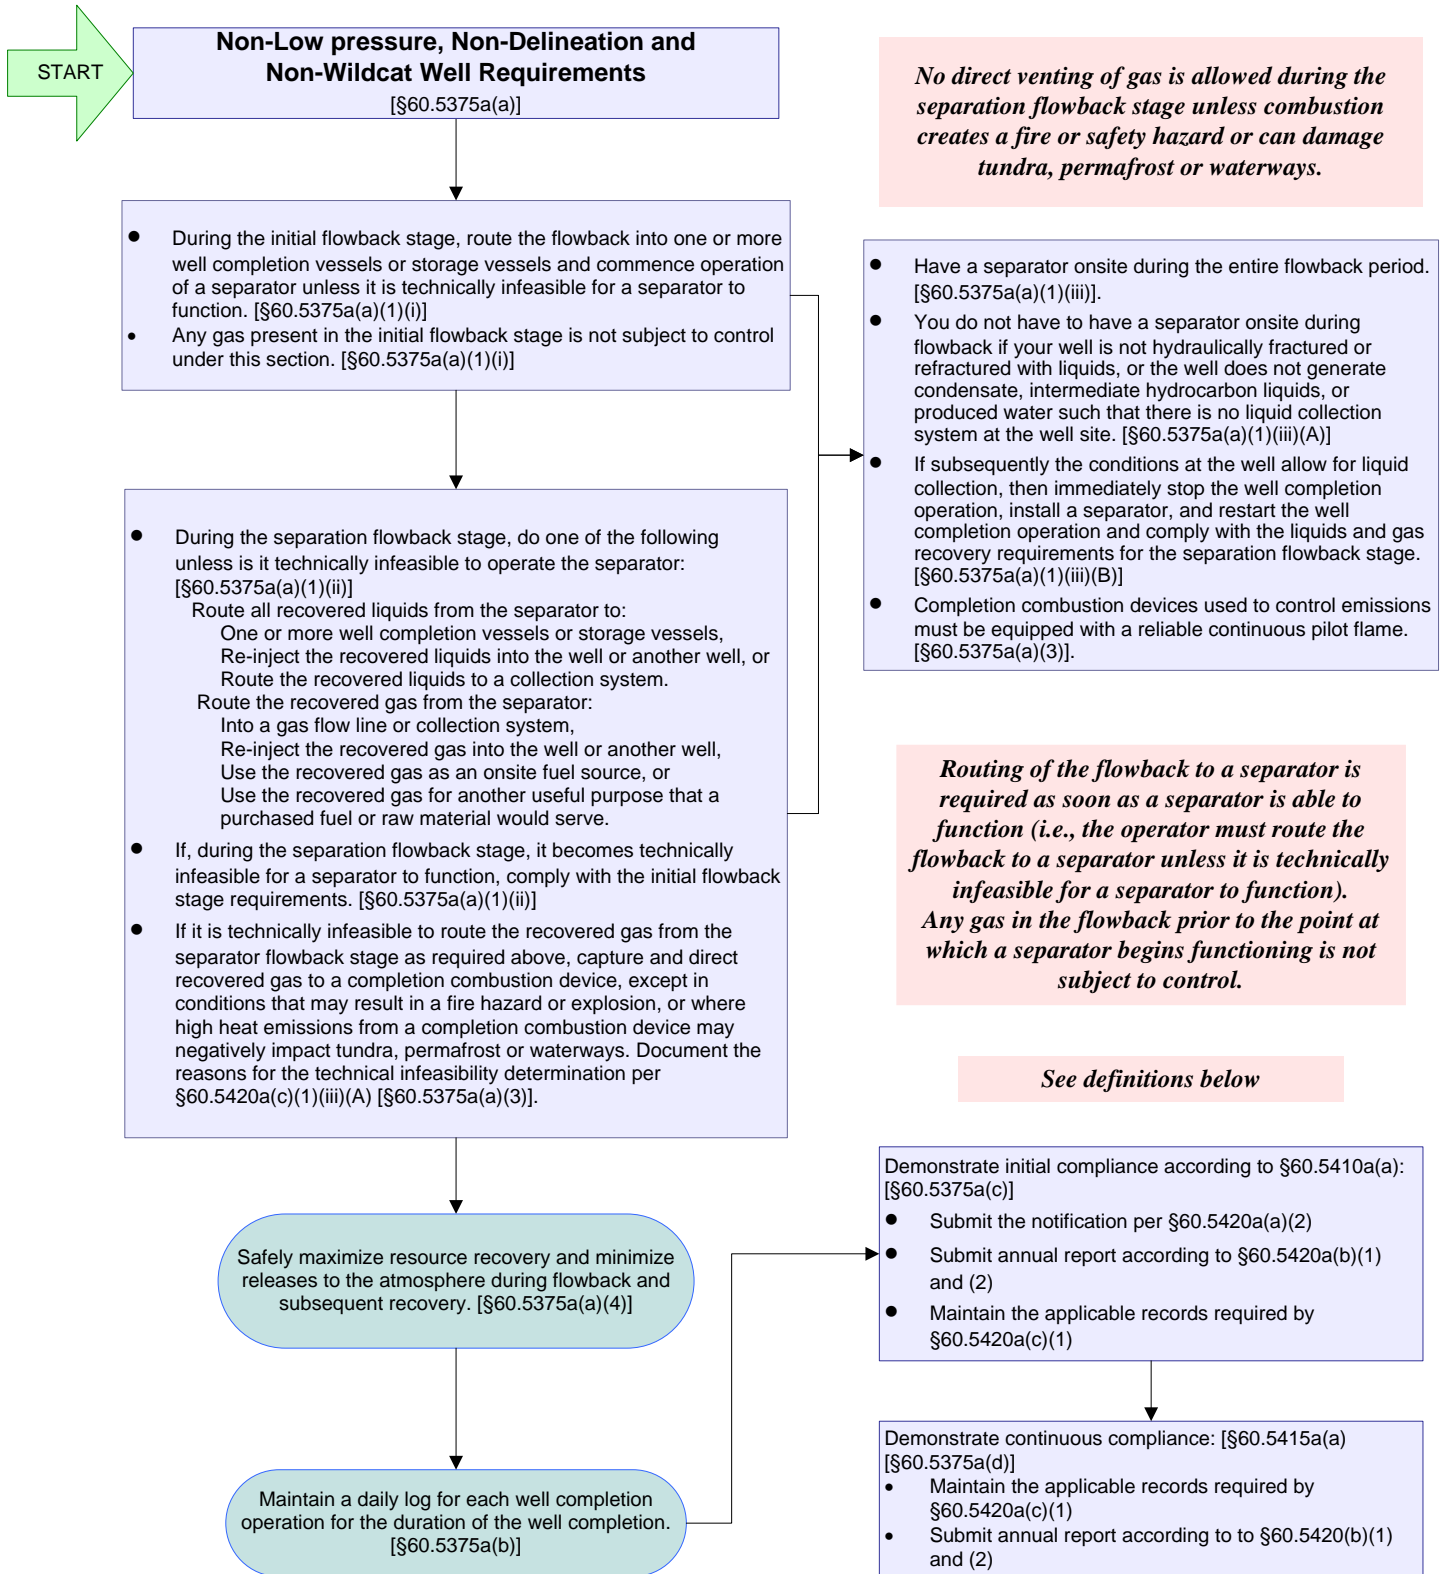 START
Non-Low pressure, Non-Delineation and
Non-Wildcat Well Requirements
[§60.5375a(a)]
No direct venting of gas is allowed during the
separation flowback stage unless combustion
creates a fire or safety hazard or can damage
tundra, permafrost or waterways.
● During the initial flowback stage, route the flowback into one or more
well completion vessels or storage vessels and commence operation
of a separator unless it is technically infeasible for a separator to
function. [§60.5375a(a)(1)(i)]
• Any gas present in the initial flowback stage is not subject to control
under this section. [§60.5375a(a)(1)(i)]
● Have a separator onsite during the entire flowback period.
[§60.5375a(a)(1)(iii)].
● You do not have to have a separator onsite during
flowback if your well is not hydraulically fractured or
refractured with liquids, or the well does not generate
condensate, intermediate hydrocarbon liquids, or
produced water such that there is no liquid collection
system at the well site. [§60.5375a(a)(1)(iii)(A)]
● If subsequently the conditions at the well allow for liquid
collection, then immediately stop the well completion
operation, install a separator, and restart the well
completion operation and comply with the liquids and gas
recovery requirements for the separation flowback stage.
[§60.5375a(a)(1)(iii)(B)]
● Completion combustion devices used to control emissions
must be equipped with a reliable continuous pilot flame.
[§60.5375a(a)(3)].
● During the separation flowback stage, do one of the following
unless is it technically infeasible to operate the separator:
[§60.5375a(a)(1)(ii)]
Route all recovered liquids from the separator to:
One or more well completion vessels or storage vessels,
Re-inject the recovered liquids into the well or another well, or
Route the recovered liquids to a collection system.
Route the recovered gas from the separator:
Into a gas flow line or collection system,
Re-inject the recovered gas into the well or another well,
Use the recovered gas as an onsite fuel source, or
Use the recovered gas for another useful purpose that a
purchased fuel or raw material would serve.
● If, during the separation flowback stage, it becomes technically
infeasible for a separator to function, comply with the initial flowback
stage requirements. [§60.5375a(a)(1)(ii)]
● If it is technically infeasible to route the recovered gas from the
separator flowback stage as required above, capture and direct
recovered gas to a completion combustion device, except in
conditions that may result in a fire hazard or explosion, or where
high heat emissions from a completion combustion device may
negatively impact tundra, permafrost or waterways. Document the
reasons for the technical infeasibility determination per
§60.5420a(c)(1)(iii)(A) [§60.5375a(a)(3)].
Routing of the flowback to a separator is
required as soon as a separator is able to
function (i.e., the operator must route the
flowback to a separator unless it is technically
infeasible for a separator to function).
Any gas in the flowback prior to the point at
which a separator begins functioning is not
subject to control.
See definitions below
Safely maximize resource recovery and minimize
releases to the atmosphere during flowback and
subsequent recovery. [§60.5375a(a)(4)]
Maintain a daily log for each well completion
operation for the duration of the well completion.
[§60.5375a(b)]
Demonstrate initial compliance according to §60.5410a(a):
[§60.5375a(c)]
● Submit the notification per §60.5420a(a)(2)
● Submit annual report according to §60.5420a(b)(1)
and (2)
● Maintain the applicable records required by
§60.5420a(c)(1)
Demonstrate continuous compliance: [§60.5415a(a)
[§60.5375a(d)]
• Maintain the applicable records required by
§60.5420a(c)(1)
• Submit annual report according to to §60.5420(b)(1)
and (2)